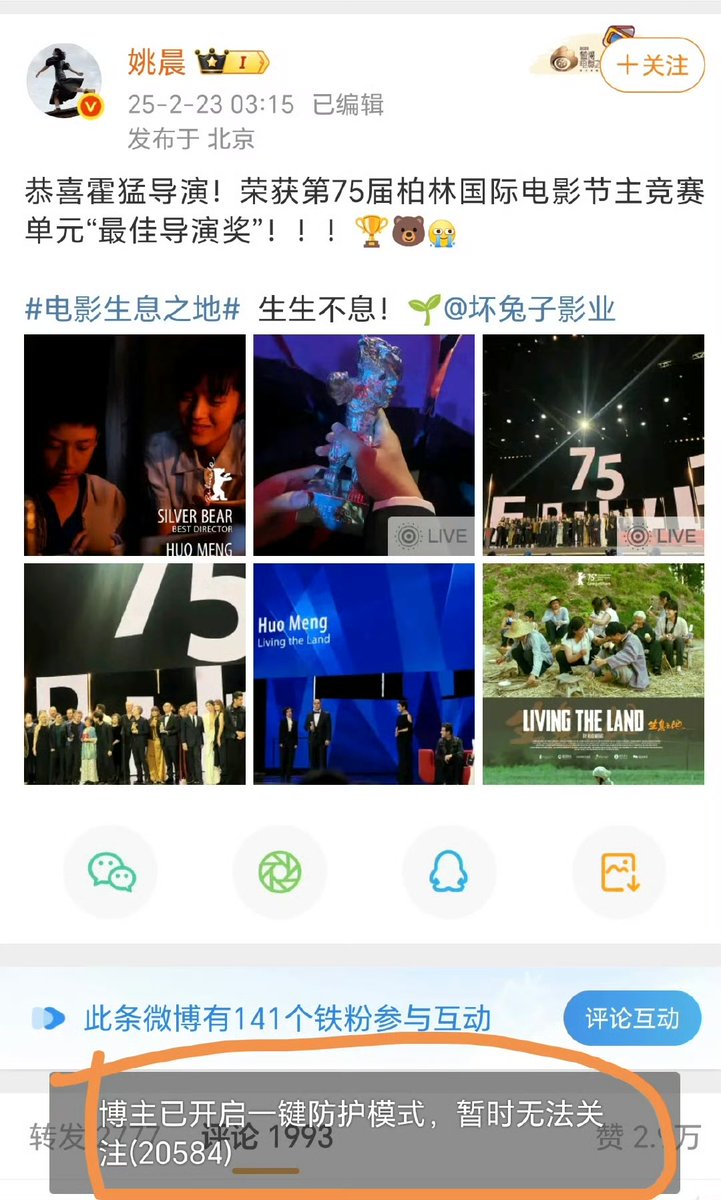 姚晨 I
+关注
25-2-23 03:15 已编辑
发布于 北京
恭喜霍猛导演！荣获第75届柏林国际电影节主竞赛
单元“最佳导演奖”！！！🏆🐻😭
#电影生息之地# 生生不息！🌱@坏兔子影业
SILVER BEAR
BEST DIRECTOR
HUO MENG
LIVE
75
LIVE
75
Huo Meng
Living the Land
75
LIVING THE LAND 生息之地
BY HUO MENG
此条微博有141个铁粉参与互动
评论互动
博主已开启一键防护模式，暂时无法关
注(20584)
转发 2777 评论 1993